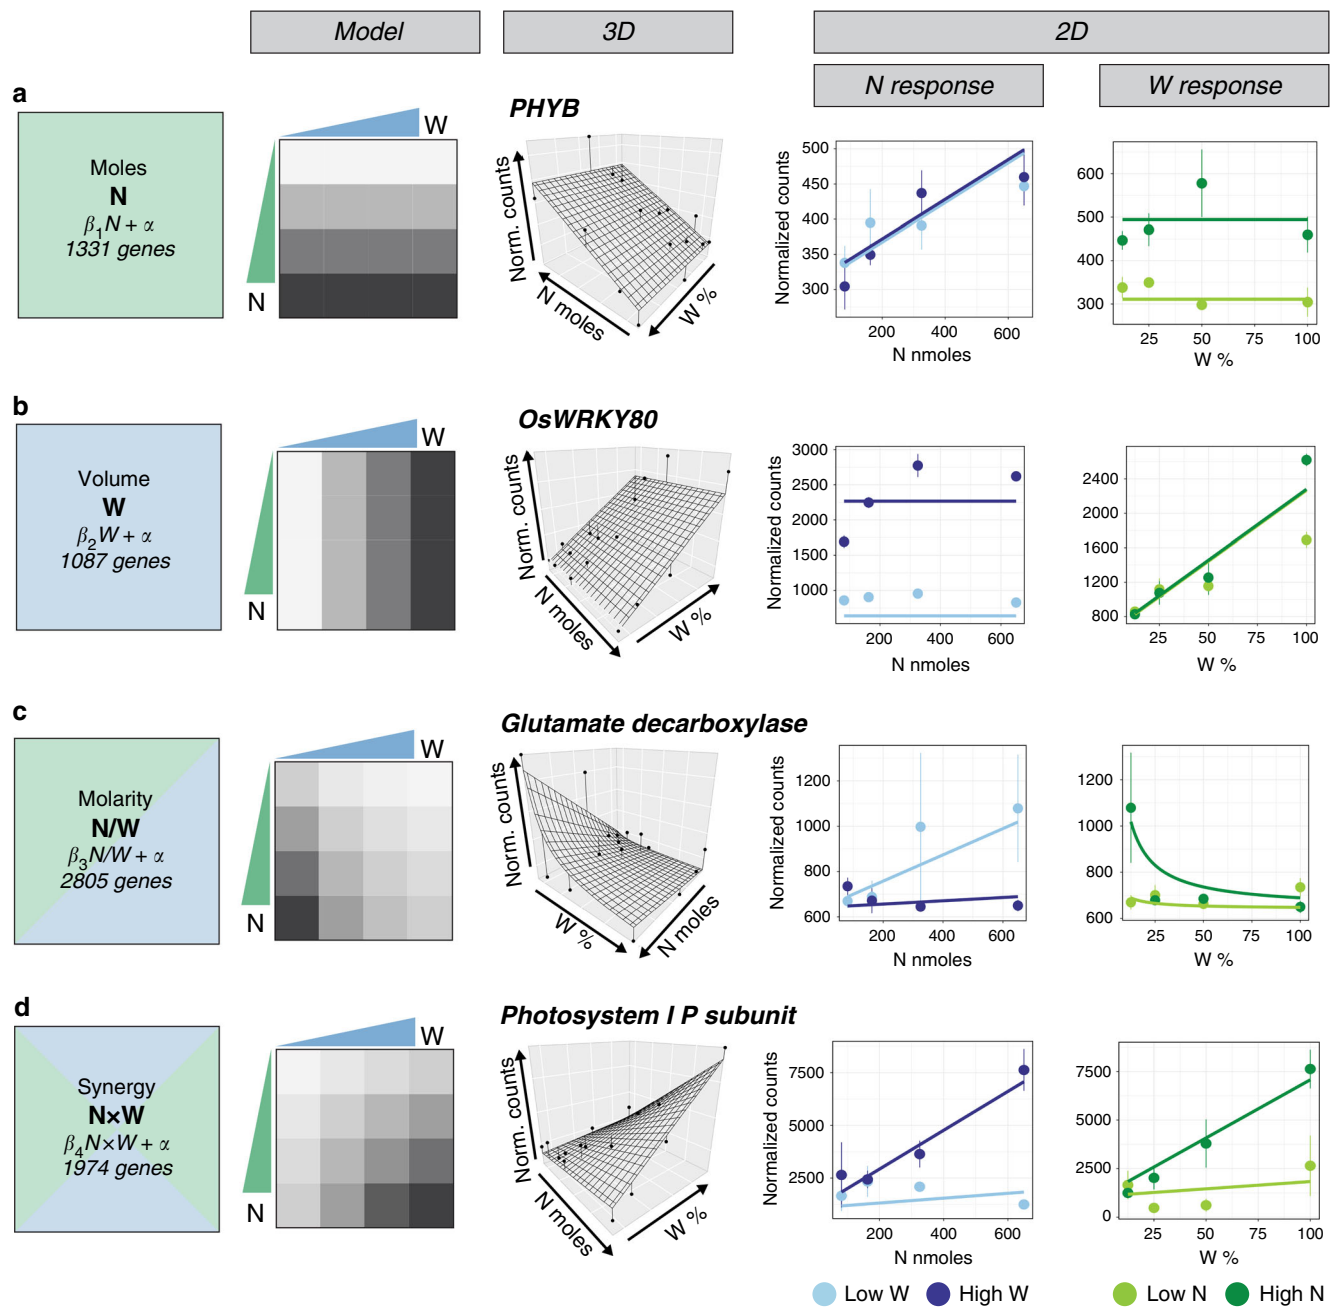 Model
3D
2D
N response
W response
a
Moles
N
β1N + α
1331 genes
W
N
PHYB
Norm. counts
N moles
W %
Normalized counts
500
450
400
350
300
200
400
600
N nmoles
600
500
400
300
25
50
75
100
W %
b
Volume
W
β2W + α
1087 genes
W
N
OsWRKY80
Norm. counts
N moles
W %
Normalized counts
3000
2500
2000
1500
1000
200
400
600
N nmoles
2400
2000
1600
1200
800
25
50
75
100
W %
c
Molarity
N/W
β3N/W + α
2805 genes
W
N
Glutamate decarboxylase
Norm. counts
W %
N moles
Normalized counts
1200
1000
800
600
200
400
600
N nmoles
1200
1000
800
600
25
50
75
100
W %
d
Synergy
N×W
β4N×W + α
1974 genes
W
N
Photosystem I P subunit
Norm. counts
N moles
W %
Normalized counts
7500
5000
2500
200
400
600
N nmoles
7500
5000
2500
0
25
50
75
100
W %
Low W
High W
Low N
High N